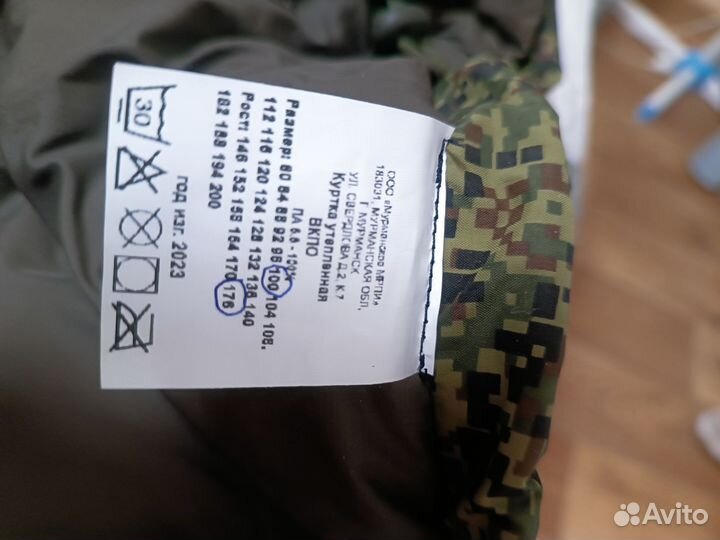 ООО «Мурманское МРПИ»
183031, МУРМАНСКАЯ ОБЛ,
Г МУРМАНСК
УЛ. СВЕРДЛОВА Д.2, К.7
Куртка утепленная
ВКПО
ПА 6.6 - 100%
Размер: 80 84 88 92 96 100 104 108.
112 116 120 124 128 132 136 140
Рост: 146 152 158 164 170 176
182 188 194 200
год изг. 2023
30
Avito